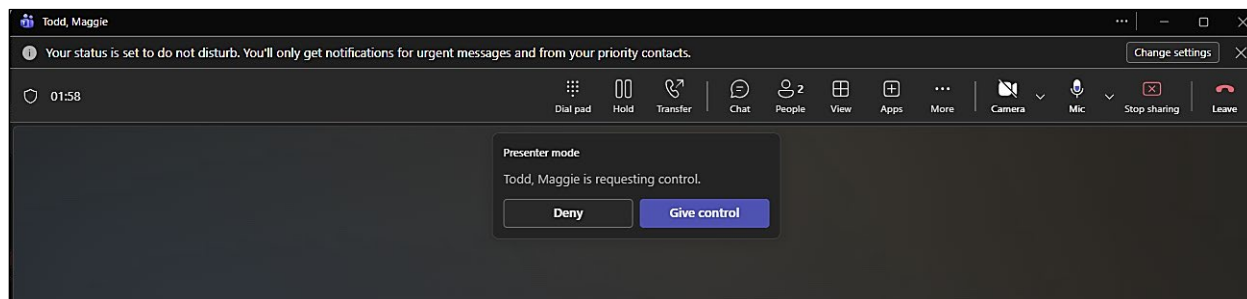 Todd, Maggie
Your status is set to do not disturb. You'll only get notifications for urgent messages and from your priority contacts.
Change settings
01:58
Dial pad
Hold
Transfer
Chat
2
People
View
Apps
More
Camera
Mic
Stop sharing
Leave
Presenter mode
Todd, Maggie is requesting control.
Deny
Give control